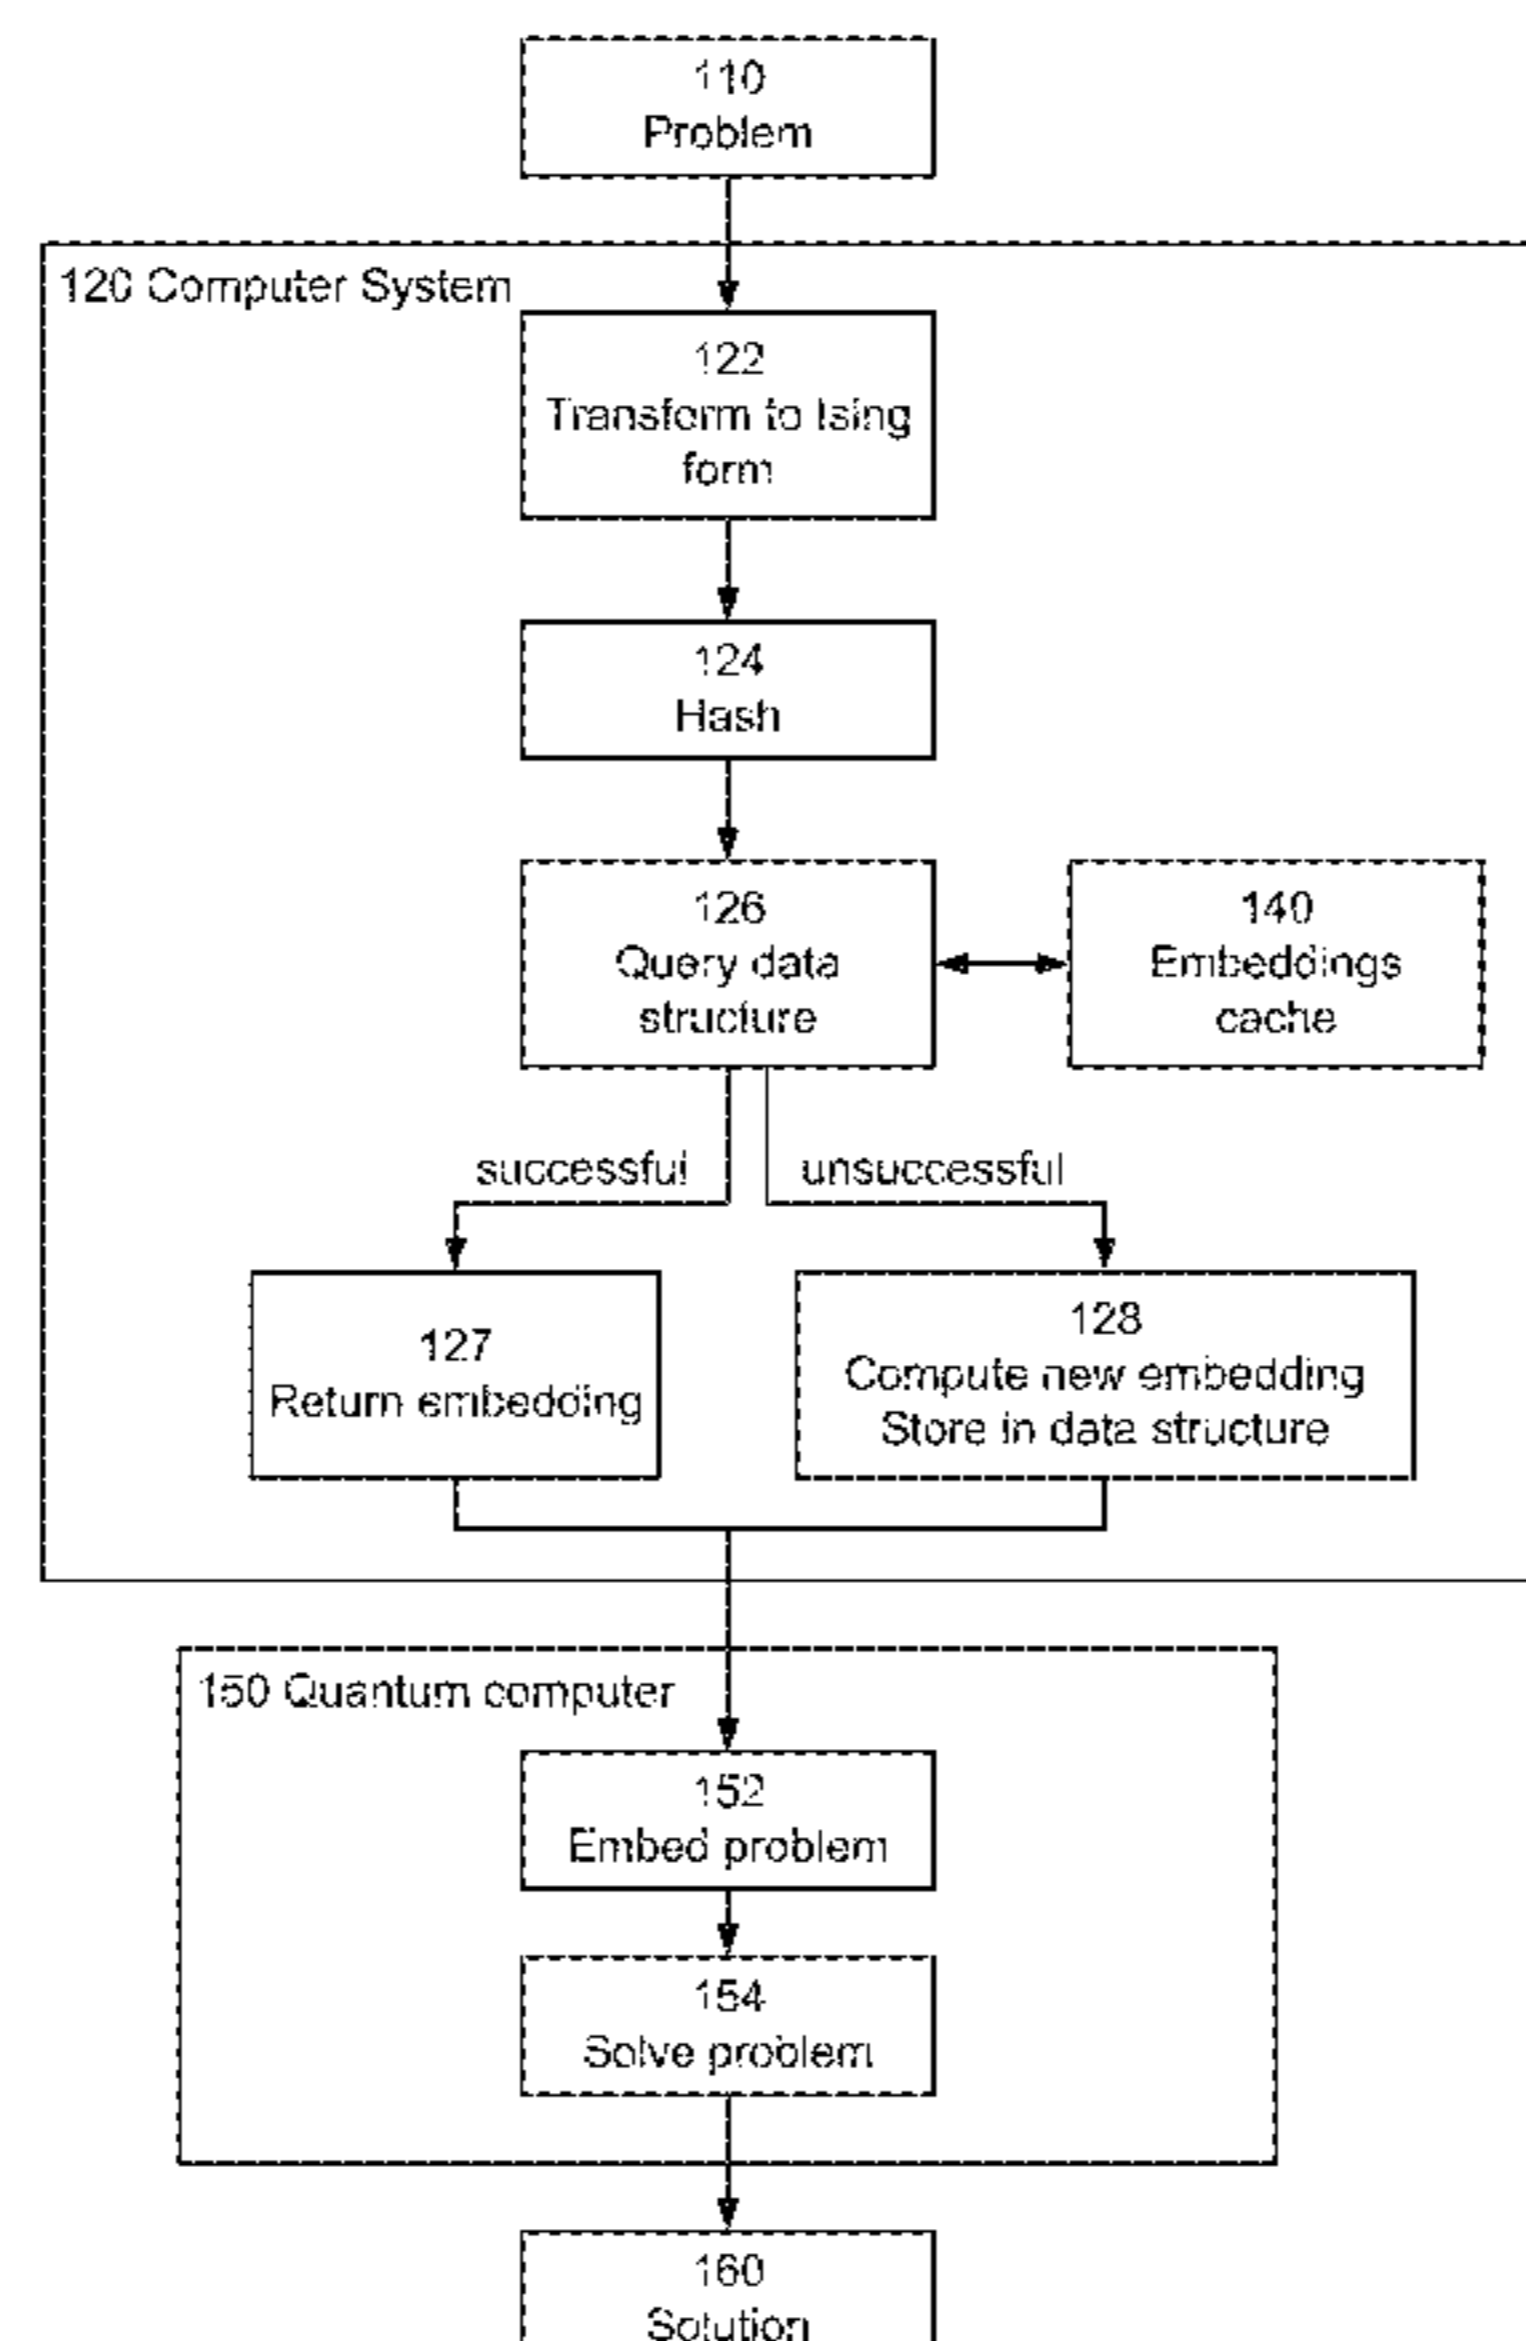 110
Problem
120 Computer System
122
Transform to Ising
form
124
Hash
126
Query data
structure
140
Embeddings
cache
successful
unsuccessful
127
Return embedding
128
Compute new embedding
Store in data structure
150 Quantum computer
152
Embed problem
154
Solve problem
160
Solution